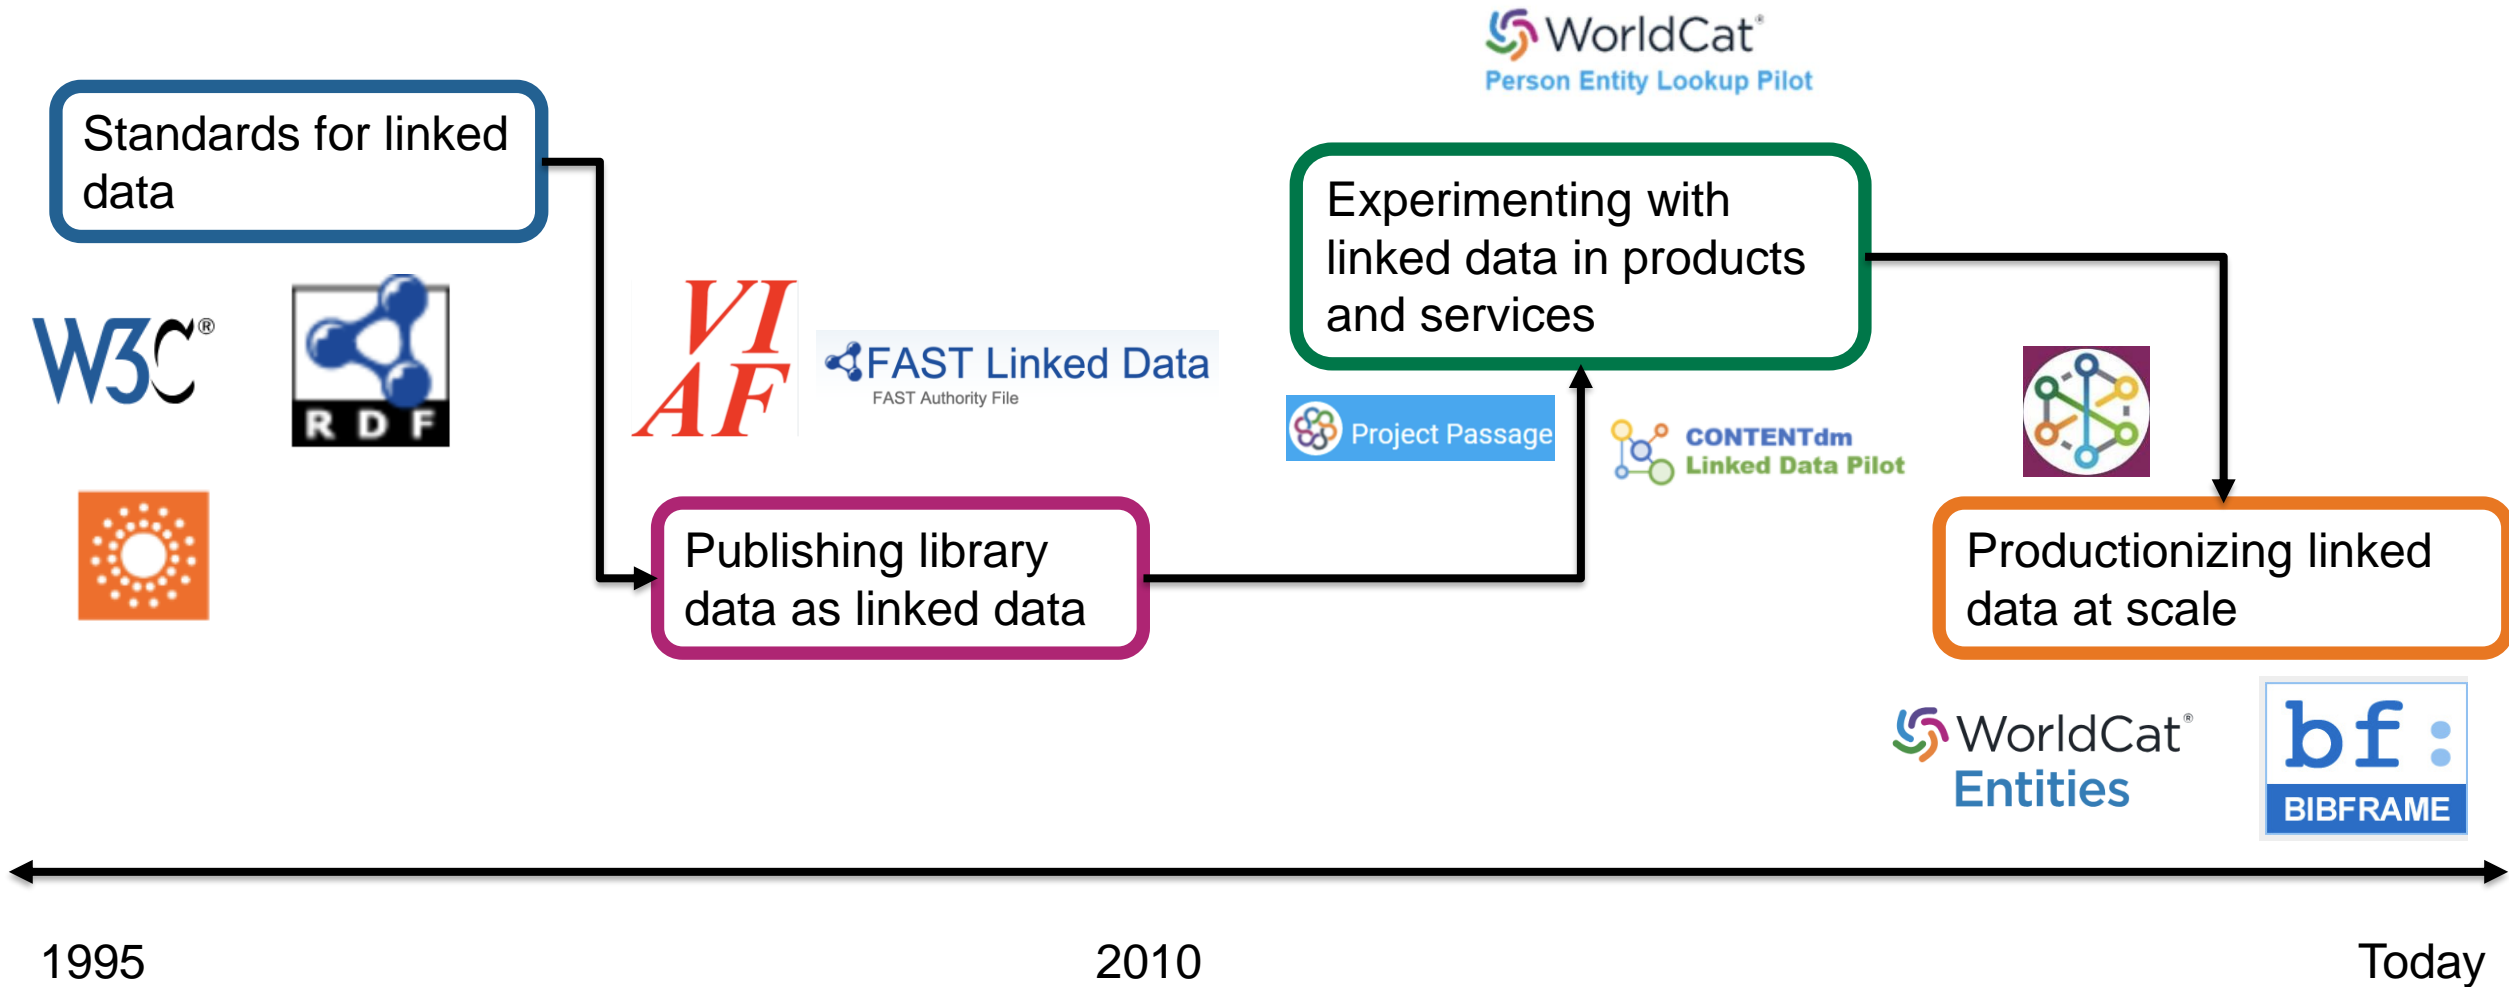 WorldCat®
Person Entity Lookup Pilot
Standards for linked
data
W3C®
RDF
VI
AF
FAST Linked Data
FAST Authority File
Experimenting with
linked data in products
and services
Project Passage
CONTENTdm
Linked Data Pilot
Publishing library
data as linked data
Productionizing linked
data at scale
WorldCat®
Entities
bf:
BIBFRAME
1995
2010
Today